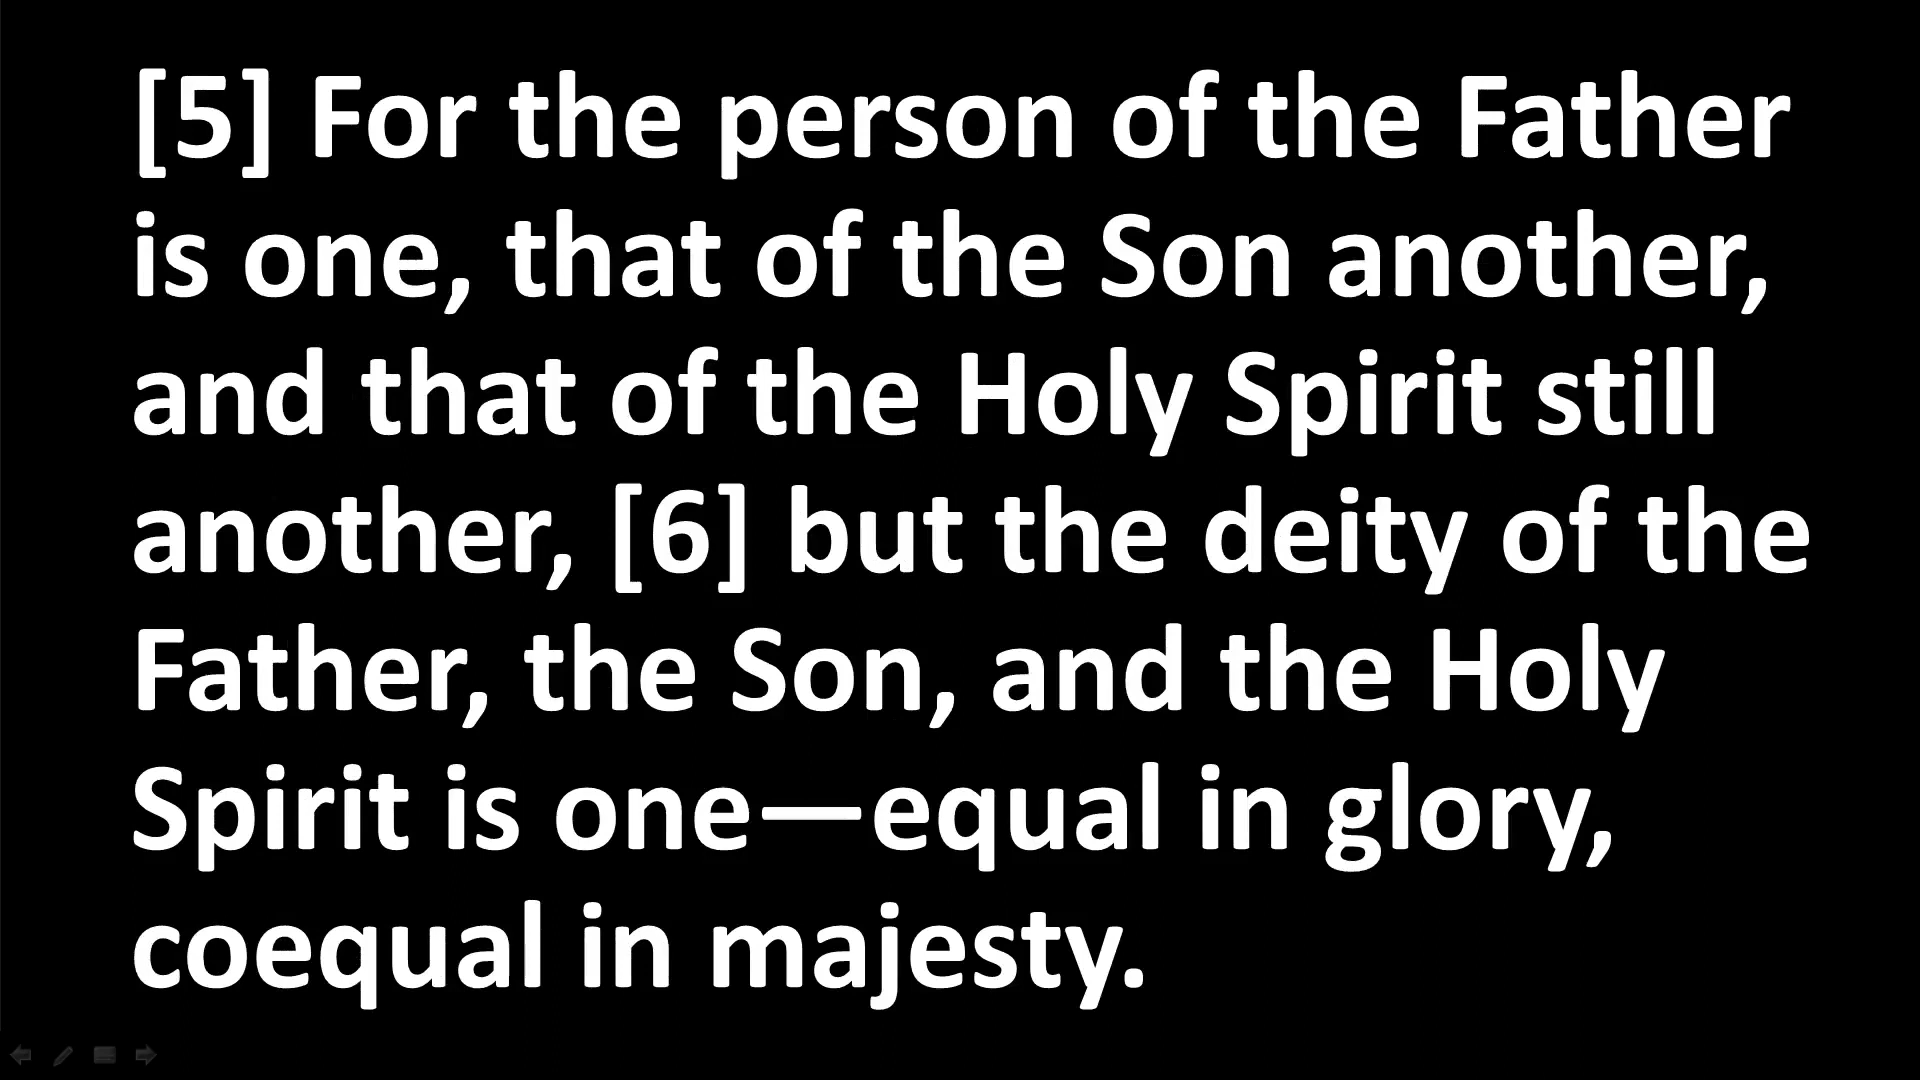 [5] For the person of the Father
is one, that of the Son another,
and that of the Holy Spirit still
another, [6] but the deity of the
Father, the Son, and the Holy
Spirit is one—equal in glory,
coequal in majesty.